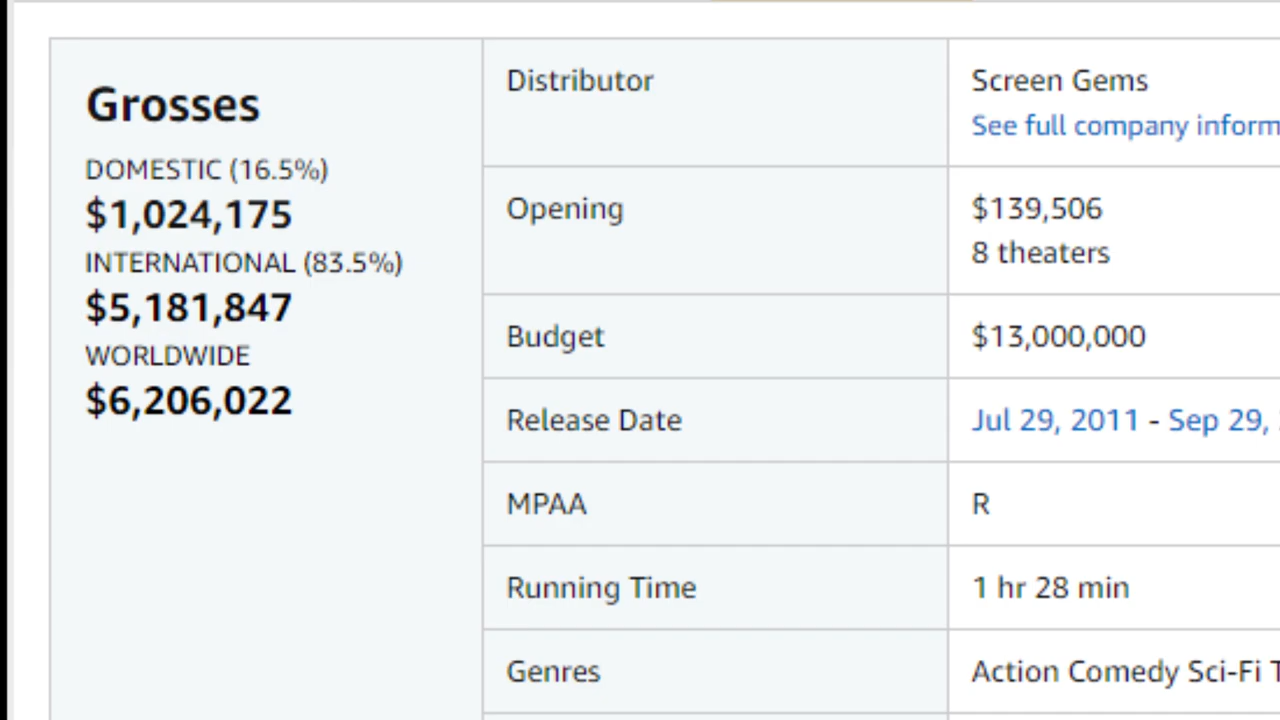 Grosses
DOMESTIC (16.5%)
$1,024,175
INTERNATIONAL (83.5%)
$5,181,847
WORLDWIDE
$6,206,022
Distributor
Screen Gems
See full company
Opening
$139,506
8 theaters
Budget
$13,000,000
Release Date
Jul 29, 2011 - Sep 29,
MPAA
R
Running Time
1 hr 28 min
Genres
Action Comedy Sci-Fi